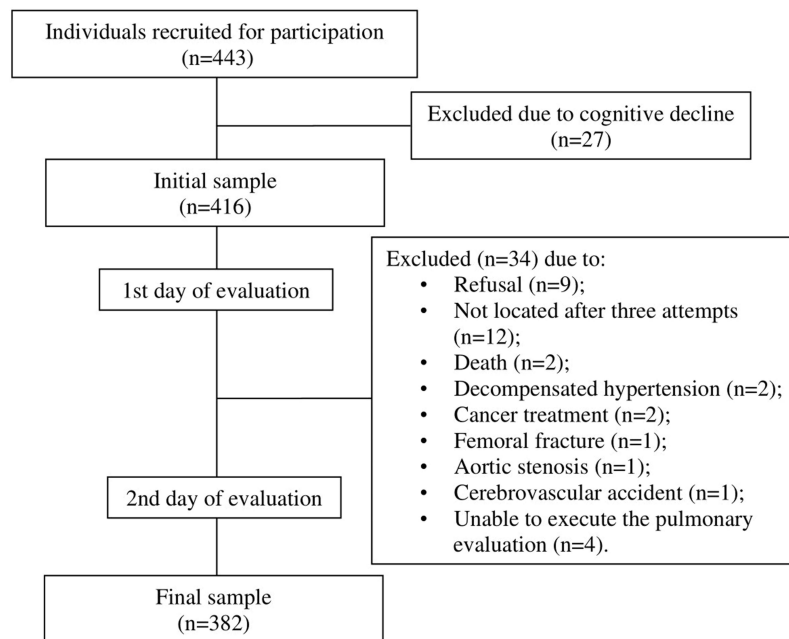 Individuals recruited for participation
(n=443)
Excluded due to cognitive decline
(n=27)
Initial sample
(n=416)
1st day of evaluation
Excluded (n=34) due to:
• Refusal (n=9);
• Not located after three attempts
(n=12);
• Death (n=2);
• Decompensated hypertension (n=2);
• Cancer treatment (n=2);
• Femoral fracture (n=1);
• Aortic stenosis (n=1);
• Cerebrovascular accident (n=1);
• Unable to execute the pulmonary
evaluation (n=4).
2nd day of evaluation
Final sample
(n=382)